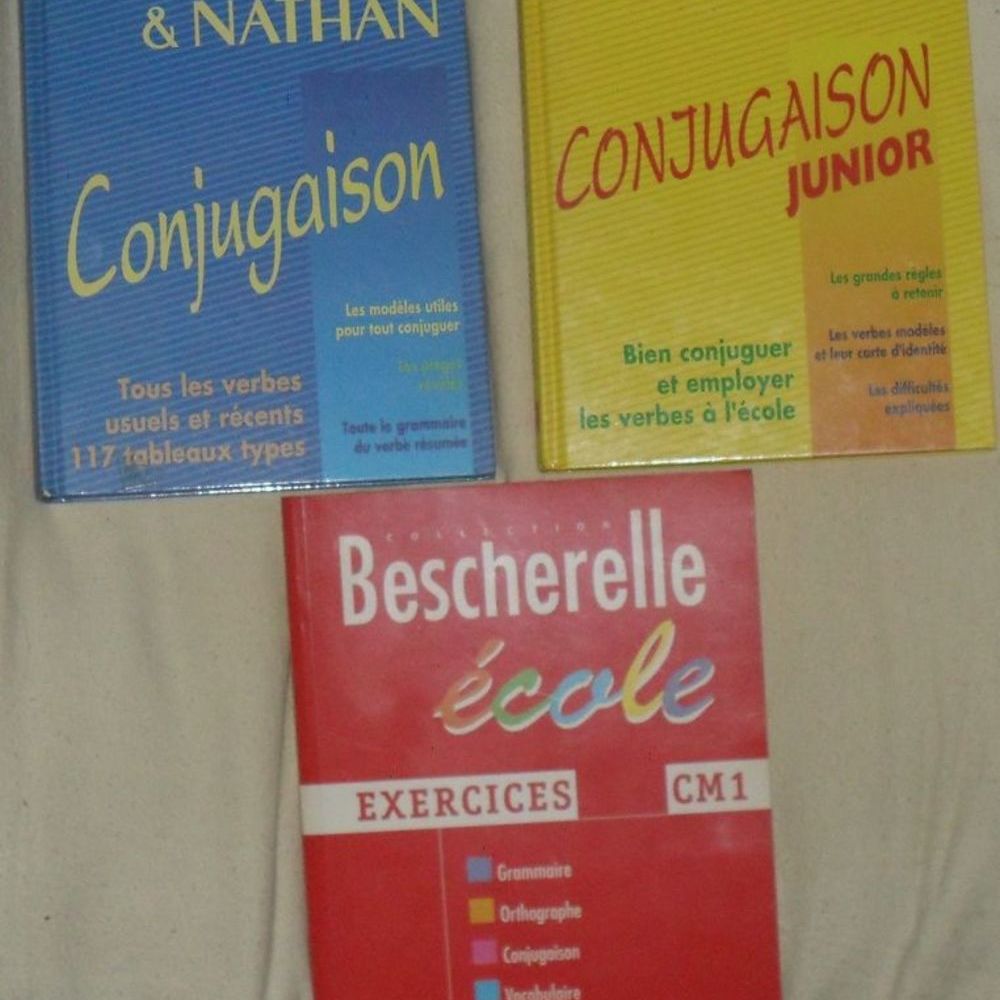 & NATHAN
Conjugaison
Les modèles utiles
pour tout conjuguer
Tous les verbes
usuels et récents
117 tableaux types
Toute la grammaire
du verbe résumée
CONJUGAISON
JUNIOR
Les grandes règles
à retenir
Les verbes modèles
et leur carte d'identité
Les difficultés
expliquées
Bien conjuguer
et employer
les verbes à l'école
COLLECTION
Bescherelle
école
EXERCICES
CM1
Grammaire
Orthographe
Conjugaison
Vocabulaire